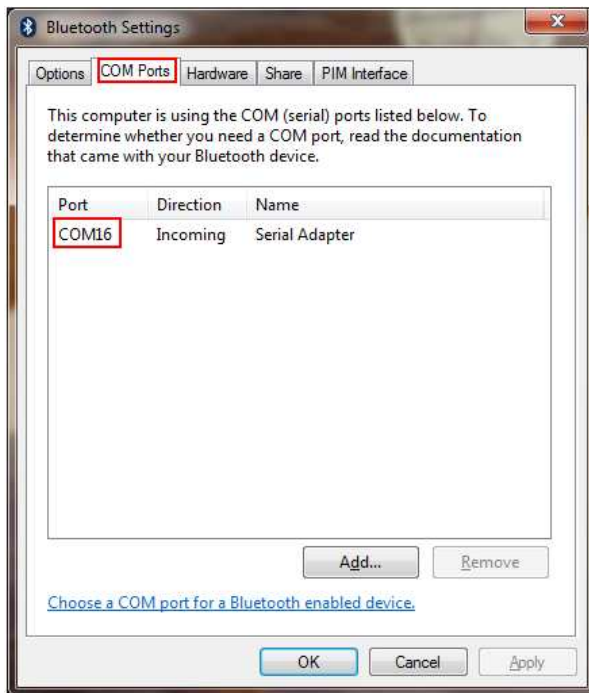 Bluetooth Settings
Options COM Ports Hardware Share PIM Interface
This computer is using the COM (serial) ports listed below. To
determine whether you need a COM port, read the documentation
that came with your Bluetooth device.
Port Direction Name
COM16 Incoming Serial Adapter
Add... Remove
Choose a COM port for a Bluetooth enabled device.
OK Cancel Apply